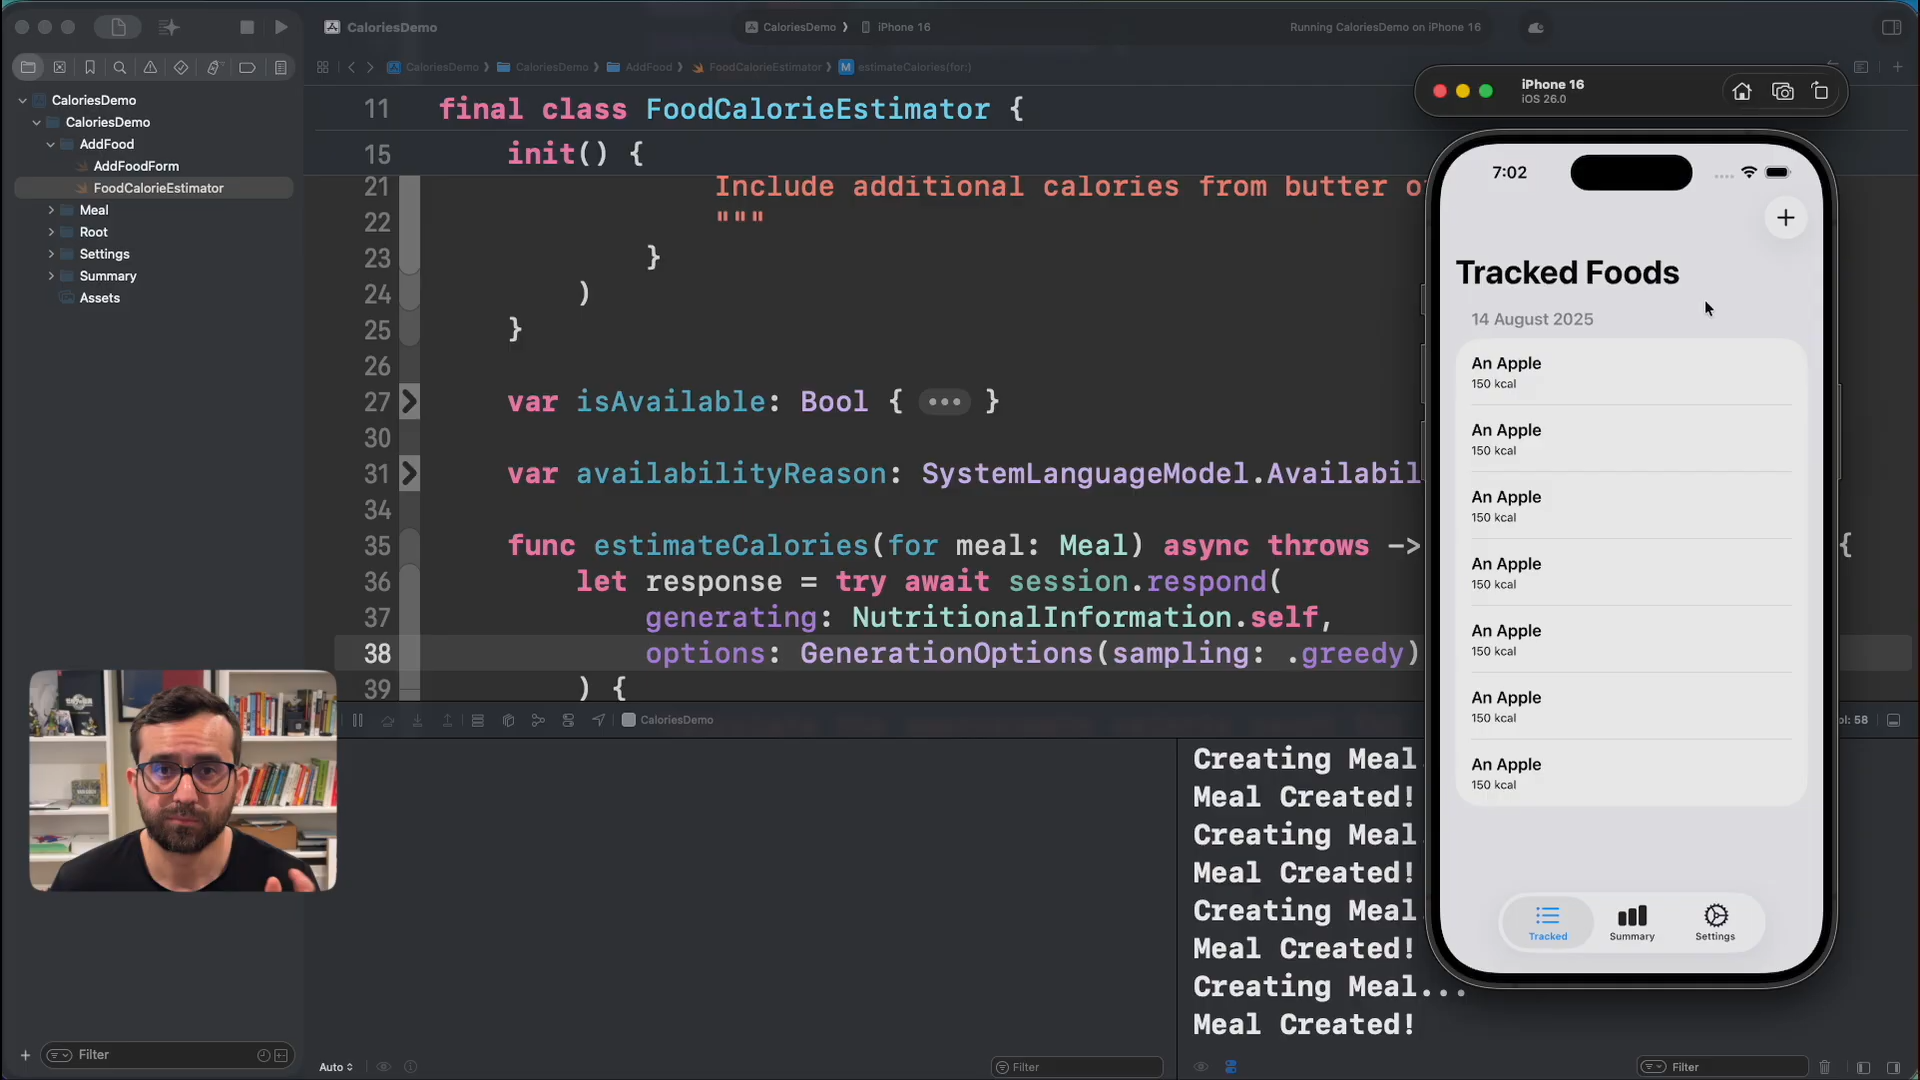 CaloriesDemo
CaloriesDemo
iPhone 16
Running CaloriesDemo on iPhone 16
CaloriesDemo
CaloriesDemo
AddFood
FoodCalorieEstimator
M
estimateCalories(for:)
CaloriesDemo
CaloriesDemo
AddFood
AddFoodForm
FoodCalorieEstimator
Meal
Root
Settings
Summary
Assets
Filter
11 final class FoodCalorieEstimator {
15 init() {
21 Include additional calories from butter o
22 """
23 }
24 )
25 }
26
27 var isAvailable: Bool { ••• }
30
31 var availabilityReason: SystemLanguageModel.Availabil
34
35 func estimateCalories(for meal: Meal) async throws -> {
36 let response = try await session.respond(
37 generating: NutritionalInformation.self,
38 options: GenerationOptions(sampling: .greedy)
39 ) {
CaloriesDemo
ol: 58
Creating Meal
Meal Created!
Creating Meal
Meal Created!
Creating Meal
Meal Created!
Creating Meal...
Meal Created!
Auto
Filter
Filter
iPhone 16
iOS 26.0
7:02
Tracked Foods
14 August 2025
An Apple
150 kcal
An Apple
150 kcal
An Apple
150 kcal
An Apple
150 kcal
An Apple
150 kcal
An Apple
150 kcal
An Apple
150 kcal
Tracked
Summary
Settings